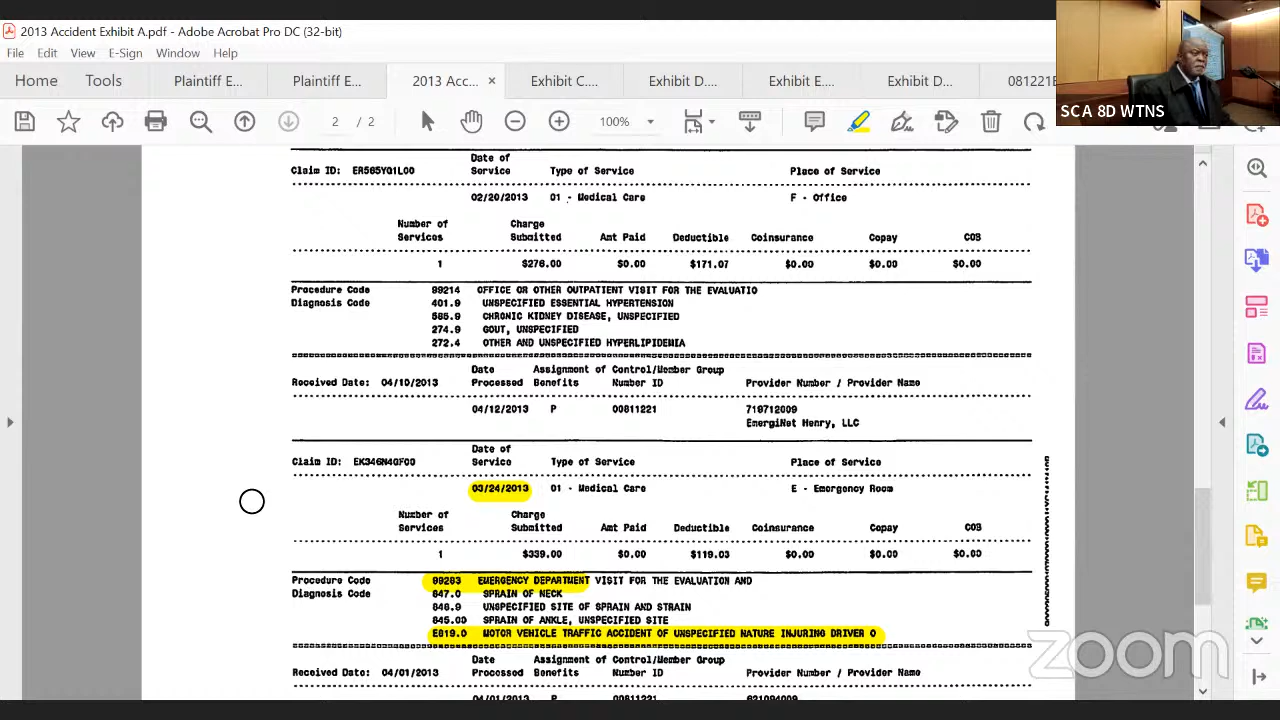 2013 Accident Exhibit A.pdf - Adobe Acrobat Pro DC (32-bit)
File Edit View E-Sign Window Help
Home Tools Plaintiff E... Plaintiff E... 2013 Acc... × Exhibit C.... Exhibit D.... Exhibit E.... Exhibit D.... 081221E
SCA 8D WTNS
2 / 2 100%
Date of
Claim ID: ER565YQ1L00 Service Type of Service Place of Service
02/20/2013 01 - Medical Care F - Office
Number of Charge
Services Submitted Amt Paid Deductible Coinsurance Copay COB
1 $276.00 $0.00 $171.07 $0.00 $0.00 $0.00
Procedure Code 99214 OFFICE OR OTHER OUTPATIENT VISIT FOR THE EVALUATIO
Diagnosis Code 401.9 UNSPECIFIED ESSENTIAL HYPERTENSION
585.9 CHRONIC KIDNEY DISEASE, UNSPECIFIED
274.9 GOUT, UNSPECIFIED
272.4 OTHER AND UNSPECIFIED HYPERLIPIDEMIA
Date Assignment of Control/Member Group
Received Date: 04/10/2013 Processed Benefits Number ID Provider Number / Provider Name
04/12/2013 P 00811221 719712009
EmergiNet Henry, LLC
Date of
Claim ID: EK346N4GF00 Service Type of Service Place of Service
03/24/2013 01 - Medical Care E - Emergency Room
Number of Charge
Services Submitted Amt Paid Deductible Coinsurance Copay COB
1 $339.00 $0.00 $119.03 $0.00 $0.00 $0.00
Procedure Code 99283 EMERGENCY DEPARTMENT VISIT FOR THE EVALUATION AND
Diagnosis Code 847.0 SPRAIN OF NECK
848.9 UNSPECIFIED SITE OF SPRAIN AND STRAIN
845.00 SPRAIN OF ANKLE, UNSPECIFIED SITE
E819.0 MOTOR VEHICLE TRAFFIC ACCIDENT OF UNSPECIFIED NATURE INJURING DRIVER O
Date Assignment of Control/Member Group
Received Date: 04/01/2013 Processed Benefits Number ID Provider Number / Provider Name
04/01/2013 P 00811221 621094009
zoom